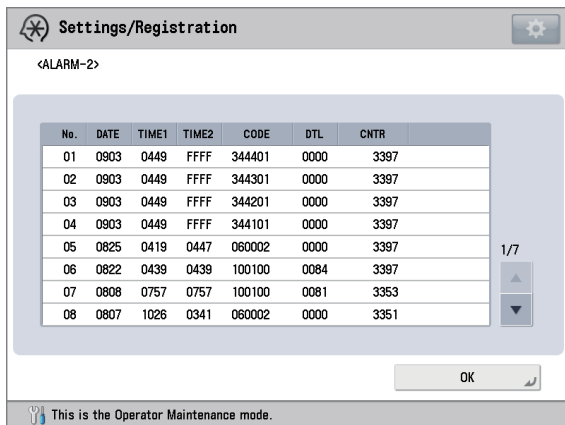 Settings/Registration
<ALARM-2>
No. DATE TIME1 TIME2 CODE DTL CNTR
01 0903 0449 FFFF 344401 0000 3397
02 0903 0449 FFFF 344301 0000 3397
03 0903 0449 FFFF 344201 0000 3397
04 0903 0449 FFFF 344101 0000 3397
05 0825 0419 0447 060002 0000 3397
06 0822 0439 0439 100100 0084 3397
07 0808 0757 0757 100100 0081 3353
08 0807 1026 0341 060002 0000 3351
1/7
OK
This is the Operator Maintenance mode.